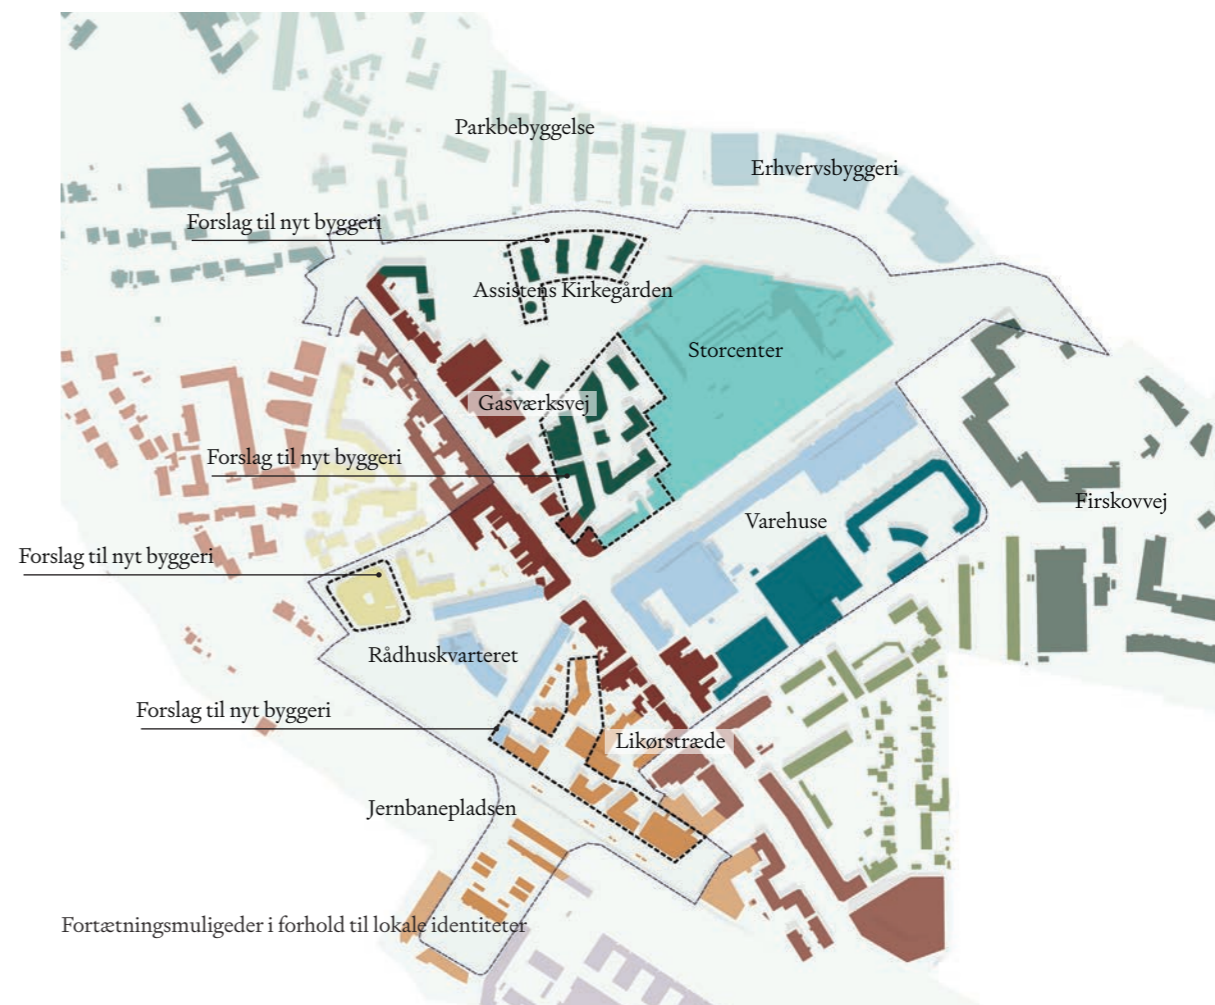 Parkbebyggelse
Erhvervsbyggeri
Forslag til nyt byggeri
Assistens Kirkegården
Storcenter
Gasværksvej
Forslag til nyt byggeri
Firskovvej
Varehuse
Forslag til nyt byggeri
Rådhuskvarteret
Forslag til nyt byggeri
Likørstræde
Jernbanepladsen
Fortætningsmuligeder i forhold til lokale identiteter